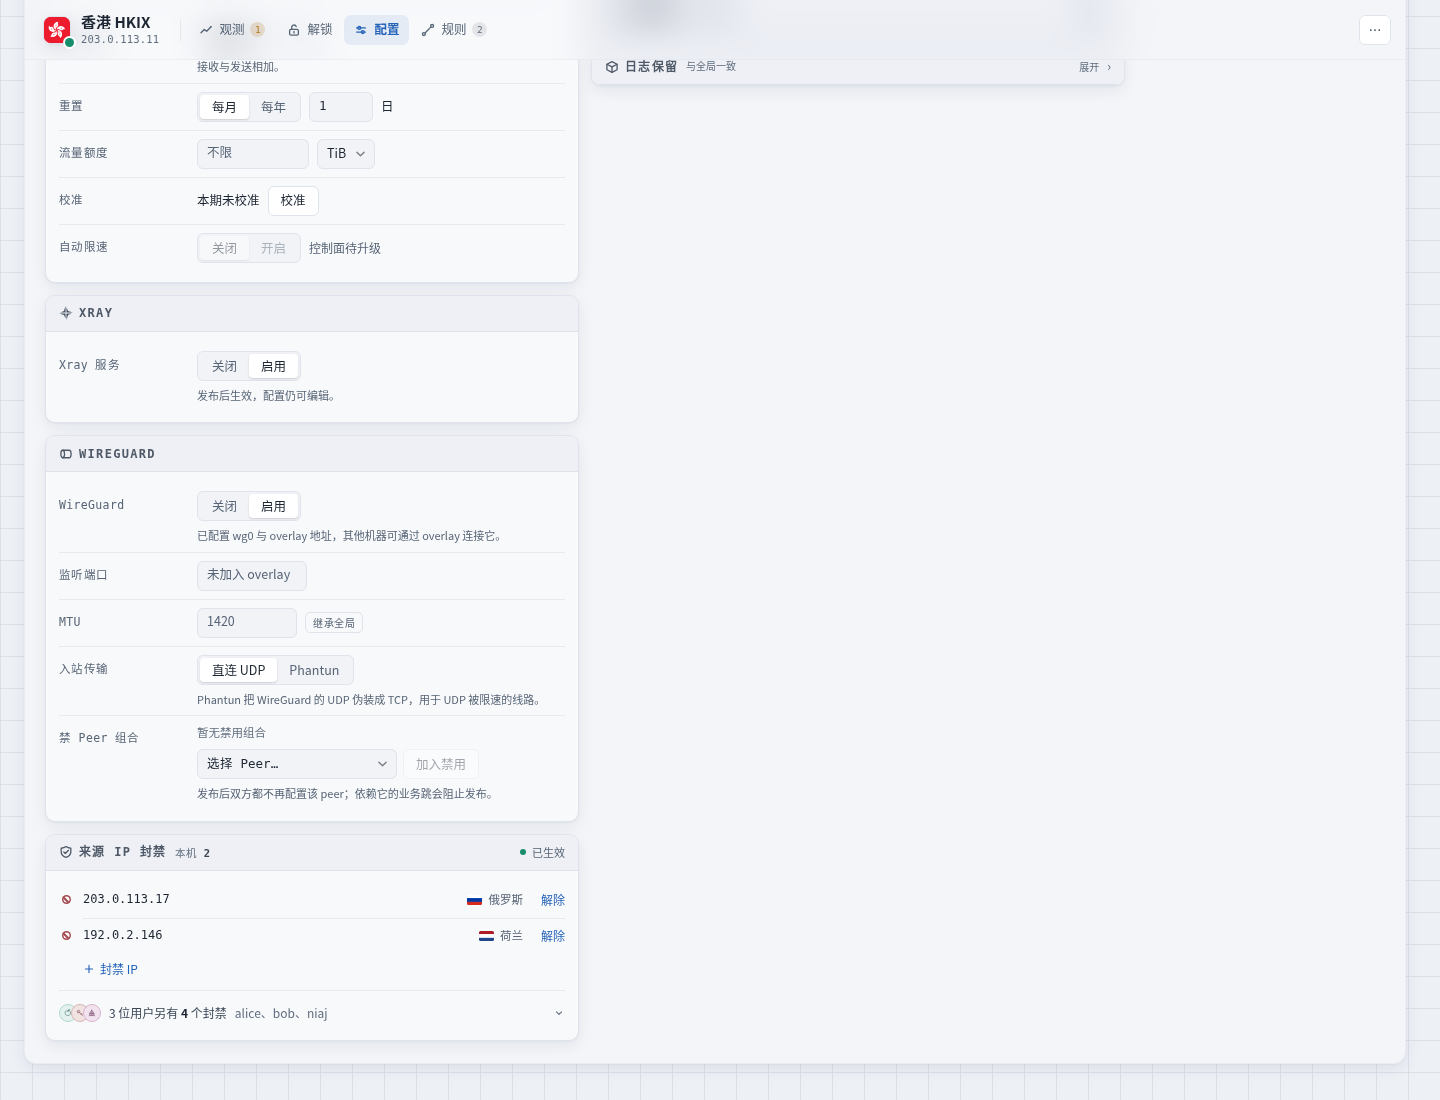 香港 HKIX
203.0.113.11
观测 1
解锁
配置
规则 2
···
接收与发送相加。
重置
每月 每年 1 日
流量额度
不限 TiB
校准
本期未校准 校准
自动限速
关闭 开启 控制面待升级
XRAY
Xray 服务
关闭 启用
发布后生效，配置仍可编辑。
WIREGUARD
WireGuard
关闭 启用
已配置 wg0 与 overlay 地址，其他机器可通过 overlay 连接它。
监听端口
未加入 overlay
MTU
1420 继承全局
入站传输
直连 UDP Phantun
Phantun 把 WireGuard 的 UDP 伪装成 TCP，用于 UDP 被限速的线路。
禁 Peer 组合
暂无禁用组合
选择 Peer… 加入禁用
发布后双方都不再配置该 peer；依赖它的业务跳会阻止发布。
来源 IP 封禁 本机 2 已生效
203.0.113.17 俄罗斯 解除
192.0.2.146 荷兰 解除
+ 封禁 IP
3 位用户另有 4 个封禁 alice、bob、niaj
日志保留 与全局一致 展开 ›